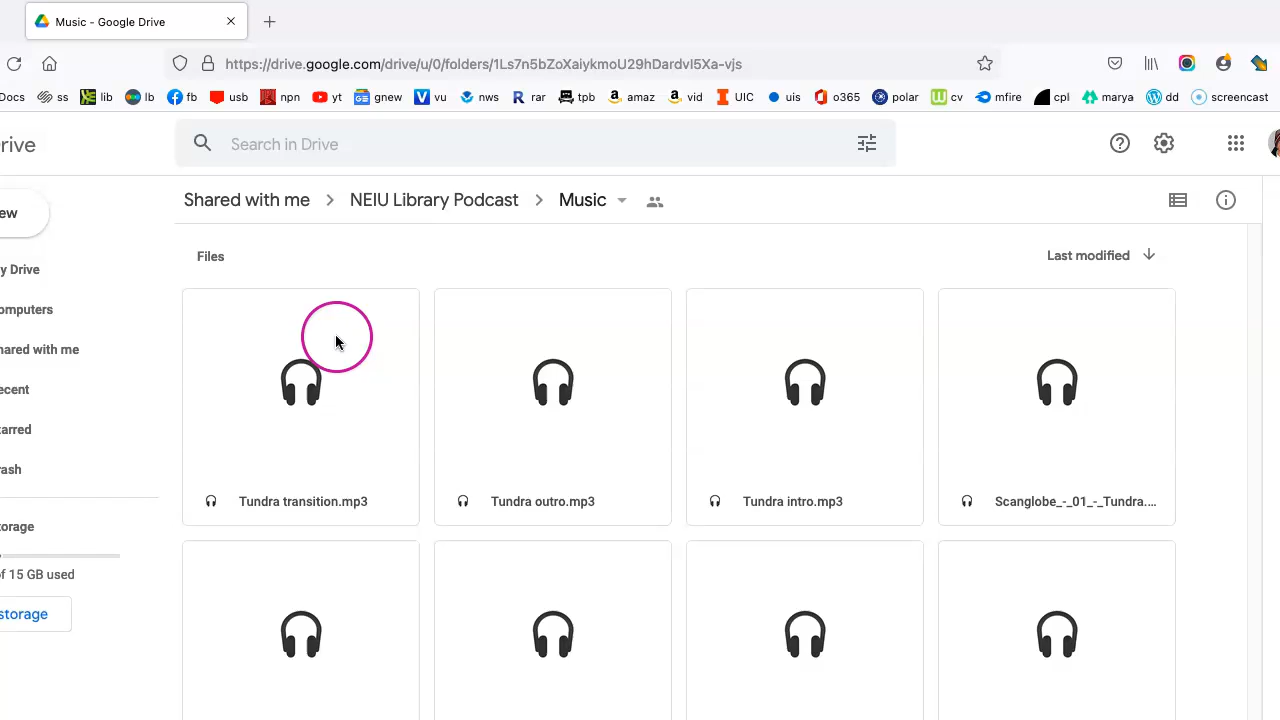 Music - Google Drive
https://drive.google.com/drive/u/0/folders/1Ls7n5bZoXaiykmoU29hDardvI5Xa-vjs
Docs ss lib lb fb usb npn yt gnew vu nws rar tpb amaz vid UIC uis o365 polar cv mfire cpl marya dd screencast
rive
Search in Drive
Shared with me > NEIU Library Podcast > Music
ew
Files
Last modified
y Drive
omputers
hared with me
ecent
tarred
rash
torage
of 15 GB used
storage
Tundra transition.mp3
Tundra outro.mp3
Tundra intro.mp3
Scanglobe_-_01_-_Tundra....